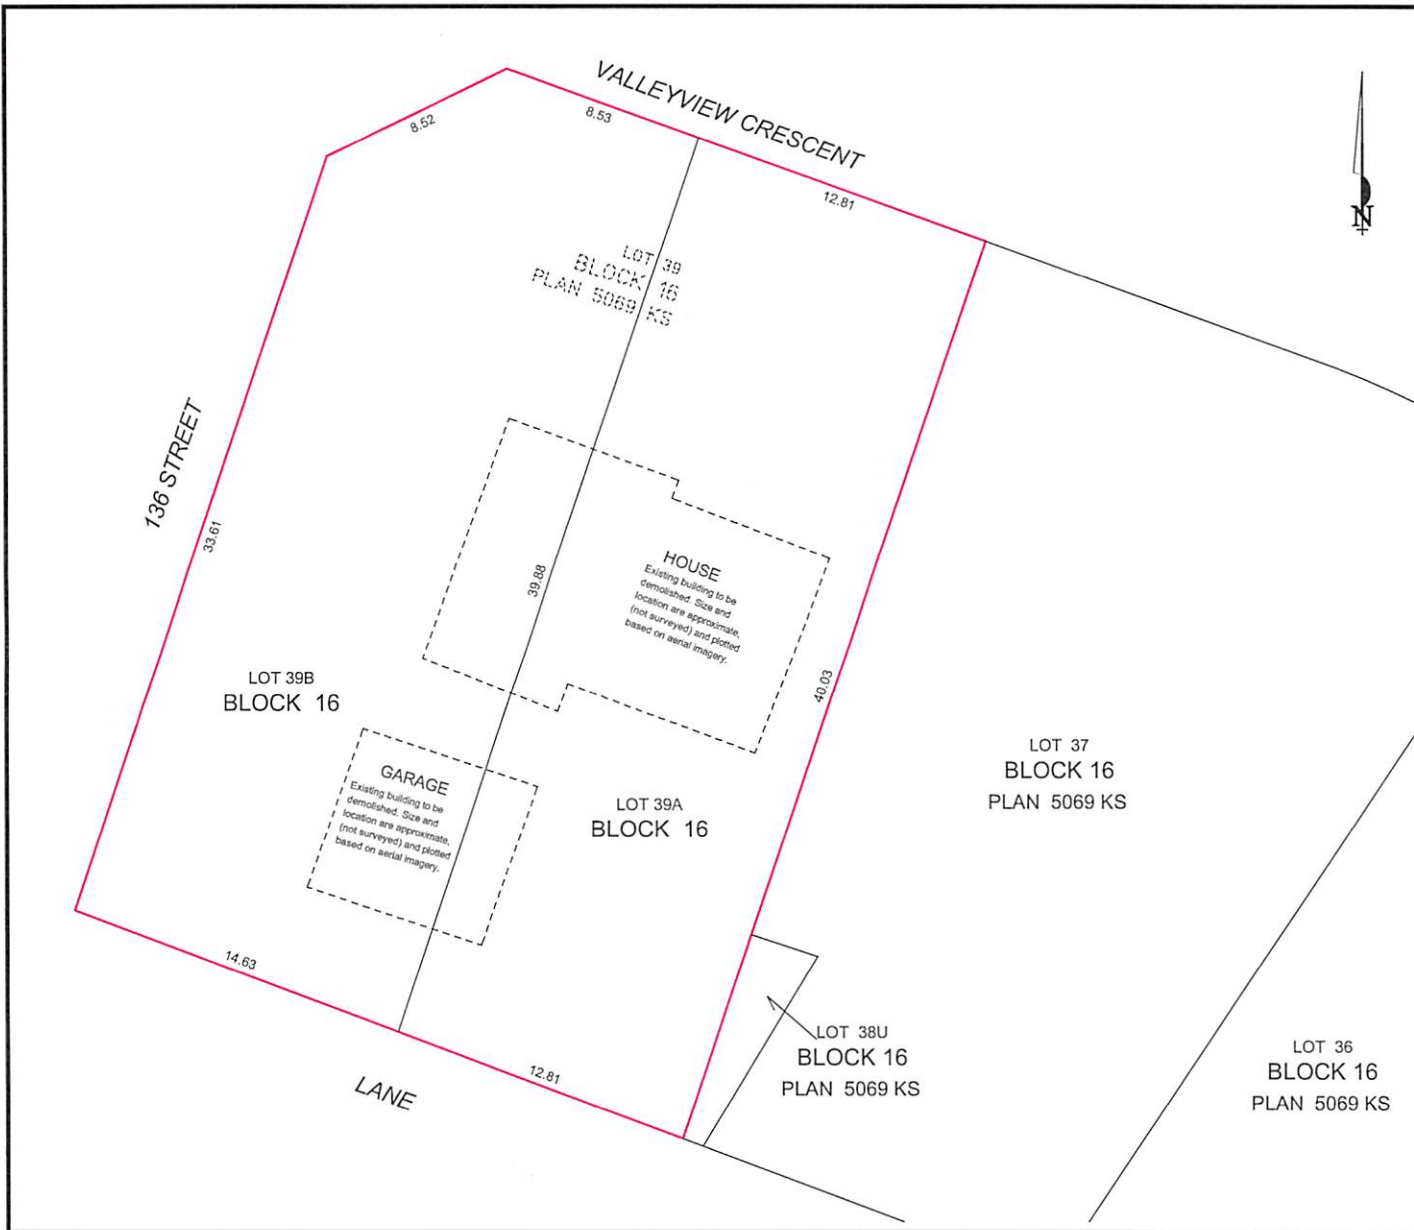 VALLEYVIEW CRESCENT
8.52
8.53
12.81
N
LOT 39
BLOCK 16
PLAN 5069 KS
136 STREET
33.61
39.88
HOUSE
Existing building to be
demolished. Size and
location are approximate,
(not surveyed) and plotted
based on aerial imagery.
40.03
LOT 39B
BLOCK 16
GARAGE
Existing building to be
demolished. Size and
location are approximate,
(not surveyed) and plotted
based on aerial imagery.
LOT 39A
BLOCK 16
LOT 37
BLOCK 16
PLAN 5069 KS
14.63
12.81
LANE
LOT 38U
BLOCK 16
PLAN 5069 KS
LOT 36
BLOCK 16
PLAN 5069 KS